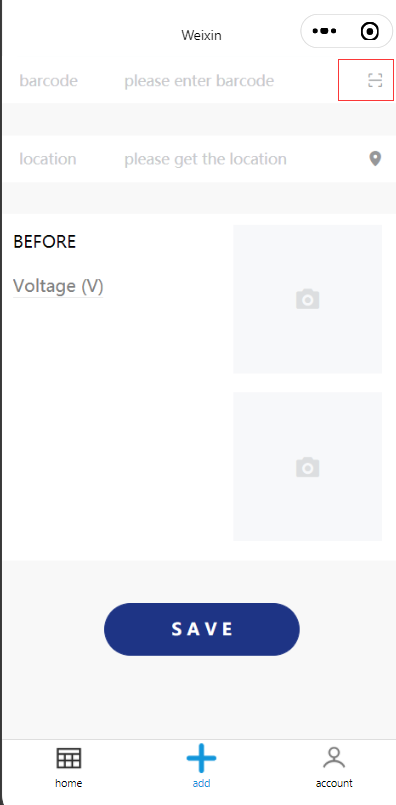 Weixin
barcode please enter barcode
location please get the location
BEFORE
Voltage (V)
SAVE
home add account